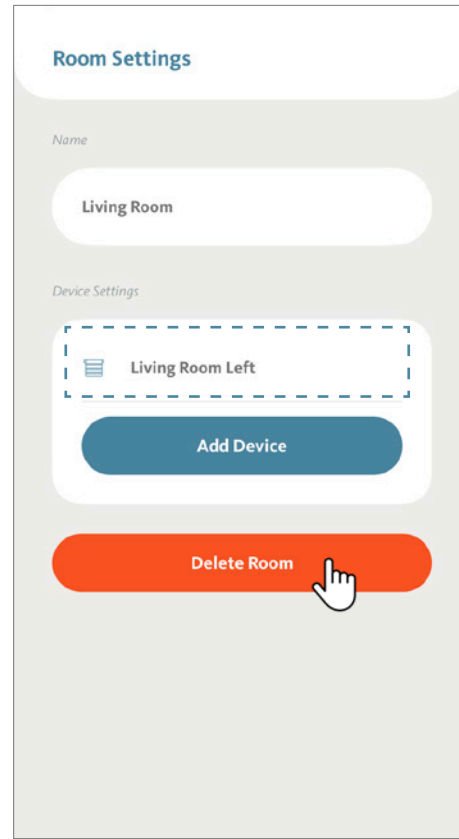 Room Settings
Name
Living Room
Device Settings
Living Room Left
Add Device
Delete Room